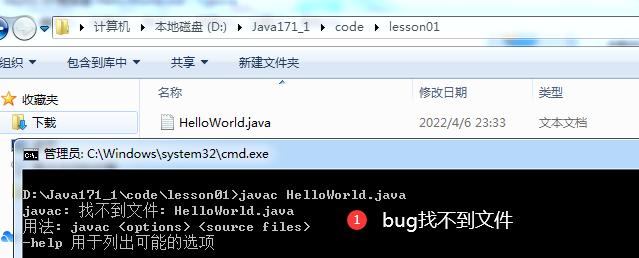 计算机 本地磁盘 (D:) Java171_1 code lesson01
组织 包含到库中 共享 新建文件夹
名称 修改日期 类型
收藏夹
下载
HelloWorld.java 2022/4/6 23:33 文本文档
管理员: C:\Windows\system32\cmd.exe
D:\Java171_1\code\lesson01>javac HelloWorld.java
javac: 找不到文件: HelloWorld.java
用法: javac <options> <source files>
-help 用于列出可能的选项
1 bug找不到文件